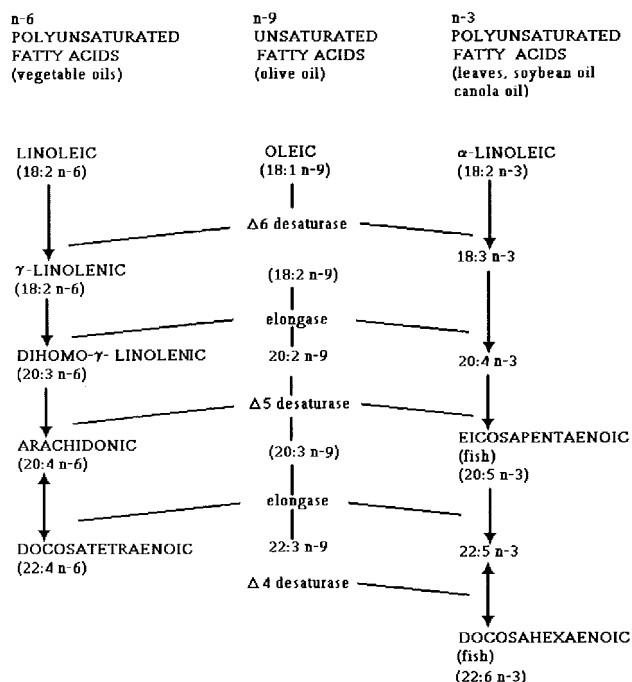 n-6
POLYUNSATURATED
FATTY ACIDS
(vegetable oils)
n-9
UNSATURATED
FATTY ACIDS
(olive oil)
n-3
POLYUNSATURATED
FATTY ACIDS
(leaves, soybean oil
canola oil)
LINOLEIC
(18:2 n-6)
OLEIC
(18:1 n-9)
α-LINOLEIC
(18:2 n-3)
Δ6 desaturase
γ-LINOLENIC
(18:2 n-6)
(18:2 n-9)
18:3 n-3
elongase
DIHOMO-γ- LINOLENIC
(20:3 n-6)
20:2 n-9
20:4 n-3
Δ5 desaturase
ARACHIDONIC
(20:4 n-6)
(20:3 n-9)
EICOSAPENTAENOIC
(fish)
(20:5 n-3)
elongase
DOCOSATETRAENOIC
(22:4 n-6)
22:3 n-9
22:5 n-3
Δ4 desaturase
DOCOSAHEXAENOIC
(fish)
(22:6 n-3)